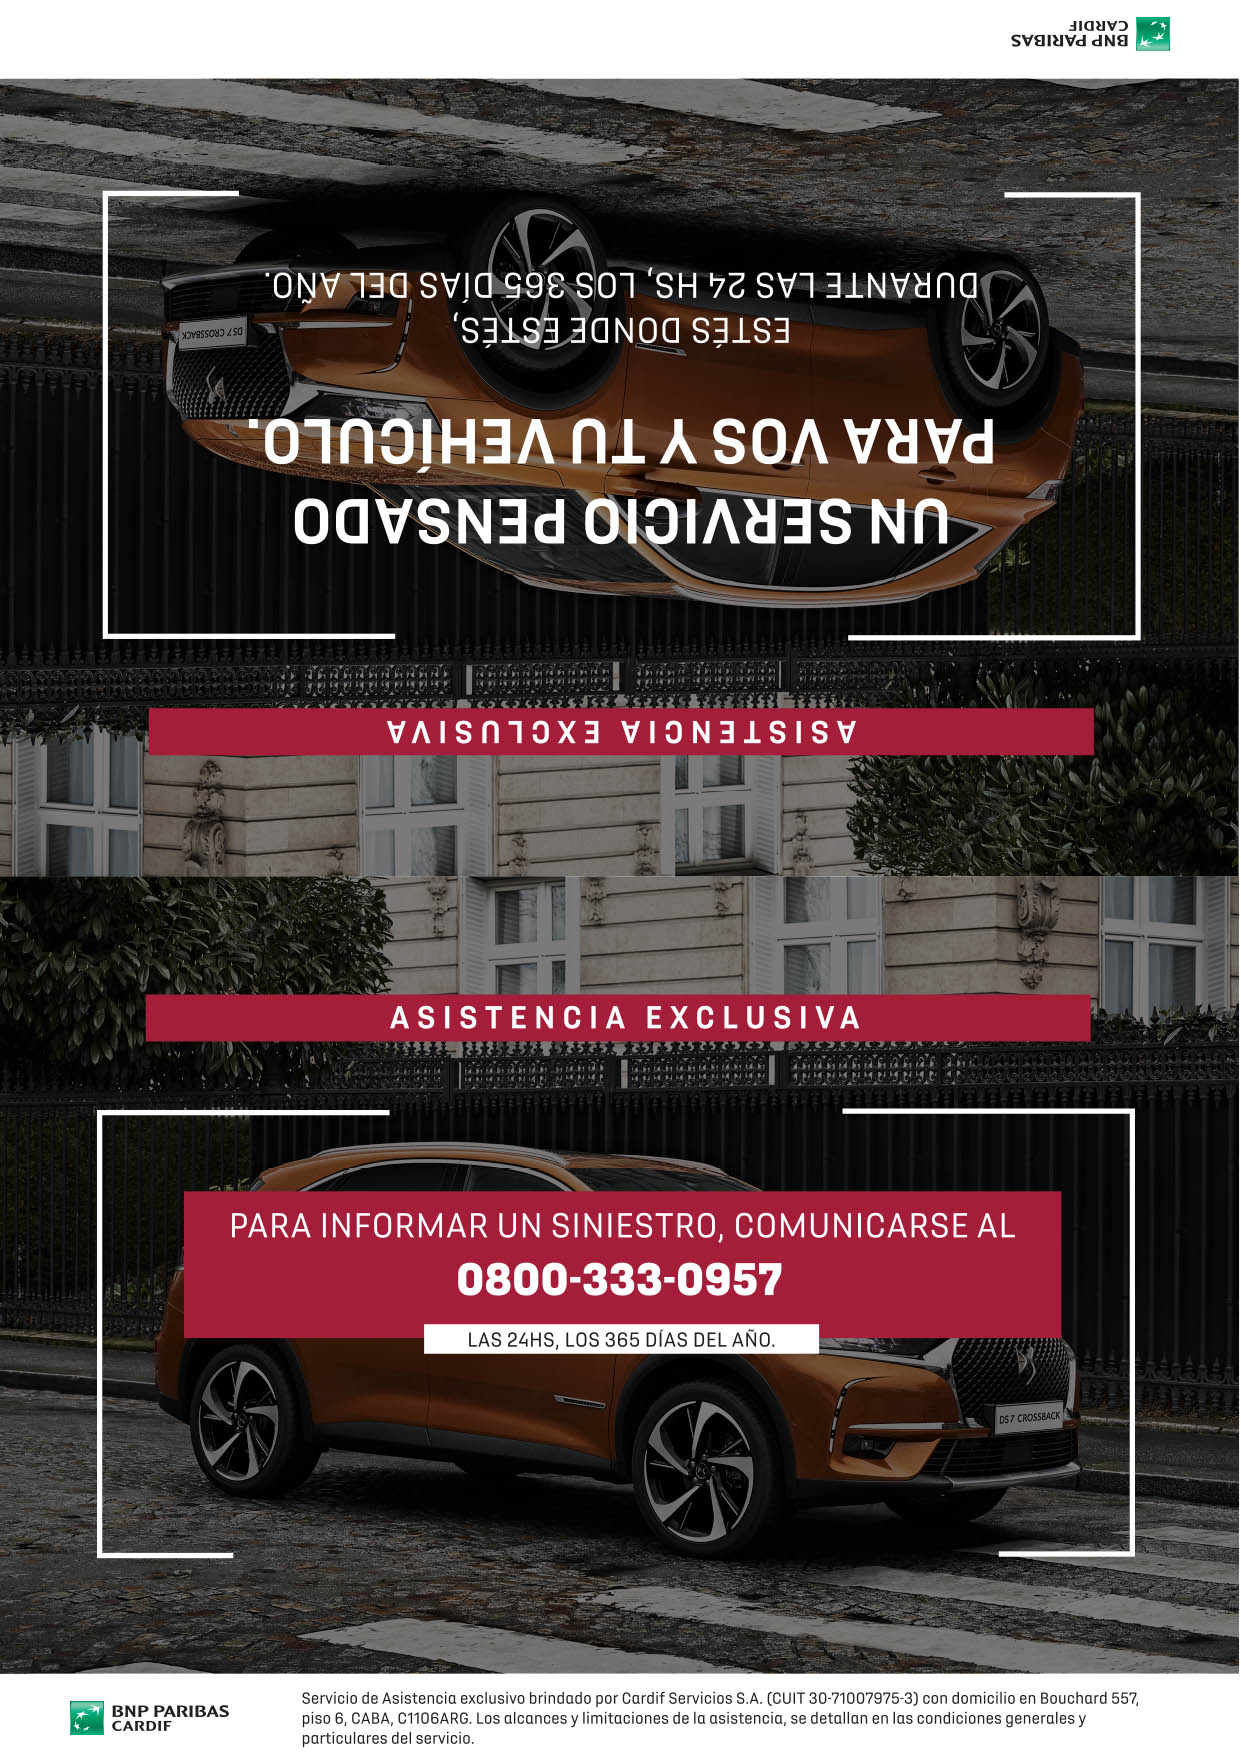 BNP PARIBAS
CARDIF
UN SERVICIO PENSADO
PARA VOS Y TU VEHÍCULO.
ESTÉS DONDE ESTÉS,
DURANTE LAS 24 HS, LOS 365 DÍAS DEL AÑO.
DS 7 CROSSBACK
ASISTENCIA EXCLUSIVA
ASISTENCIA EXCLUSIVA
PARA INFORMAR UN SINIESTRO, COMUNICARSE AL
0800-333-0957
LAS 24HS, LOS 365 DÍAS DEL AÑO.
DS 7 CROSSBACK
BNP PARIBAS
CARDIF
Servicio de Asistencia exclusivo brindado por Cardif Servicios S.A. (CUIT 30-71007975-3) con domicilio en Bouchard 557,
piso 6, CABA, C1106ARG. Los alcances y limitaciones de la asistencia, se detallan en las condiciones generales y
particulares del servicio.